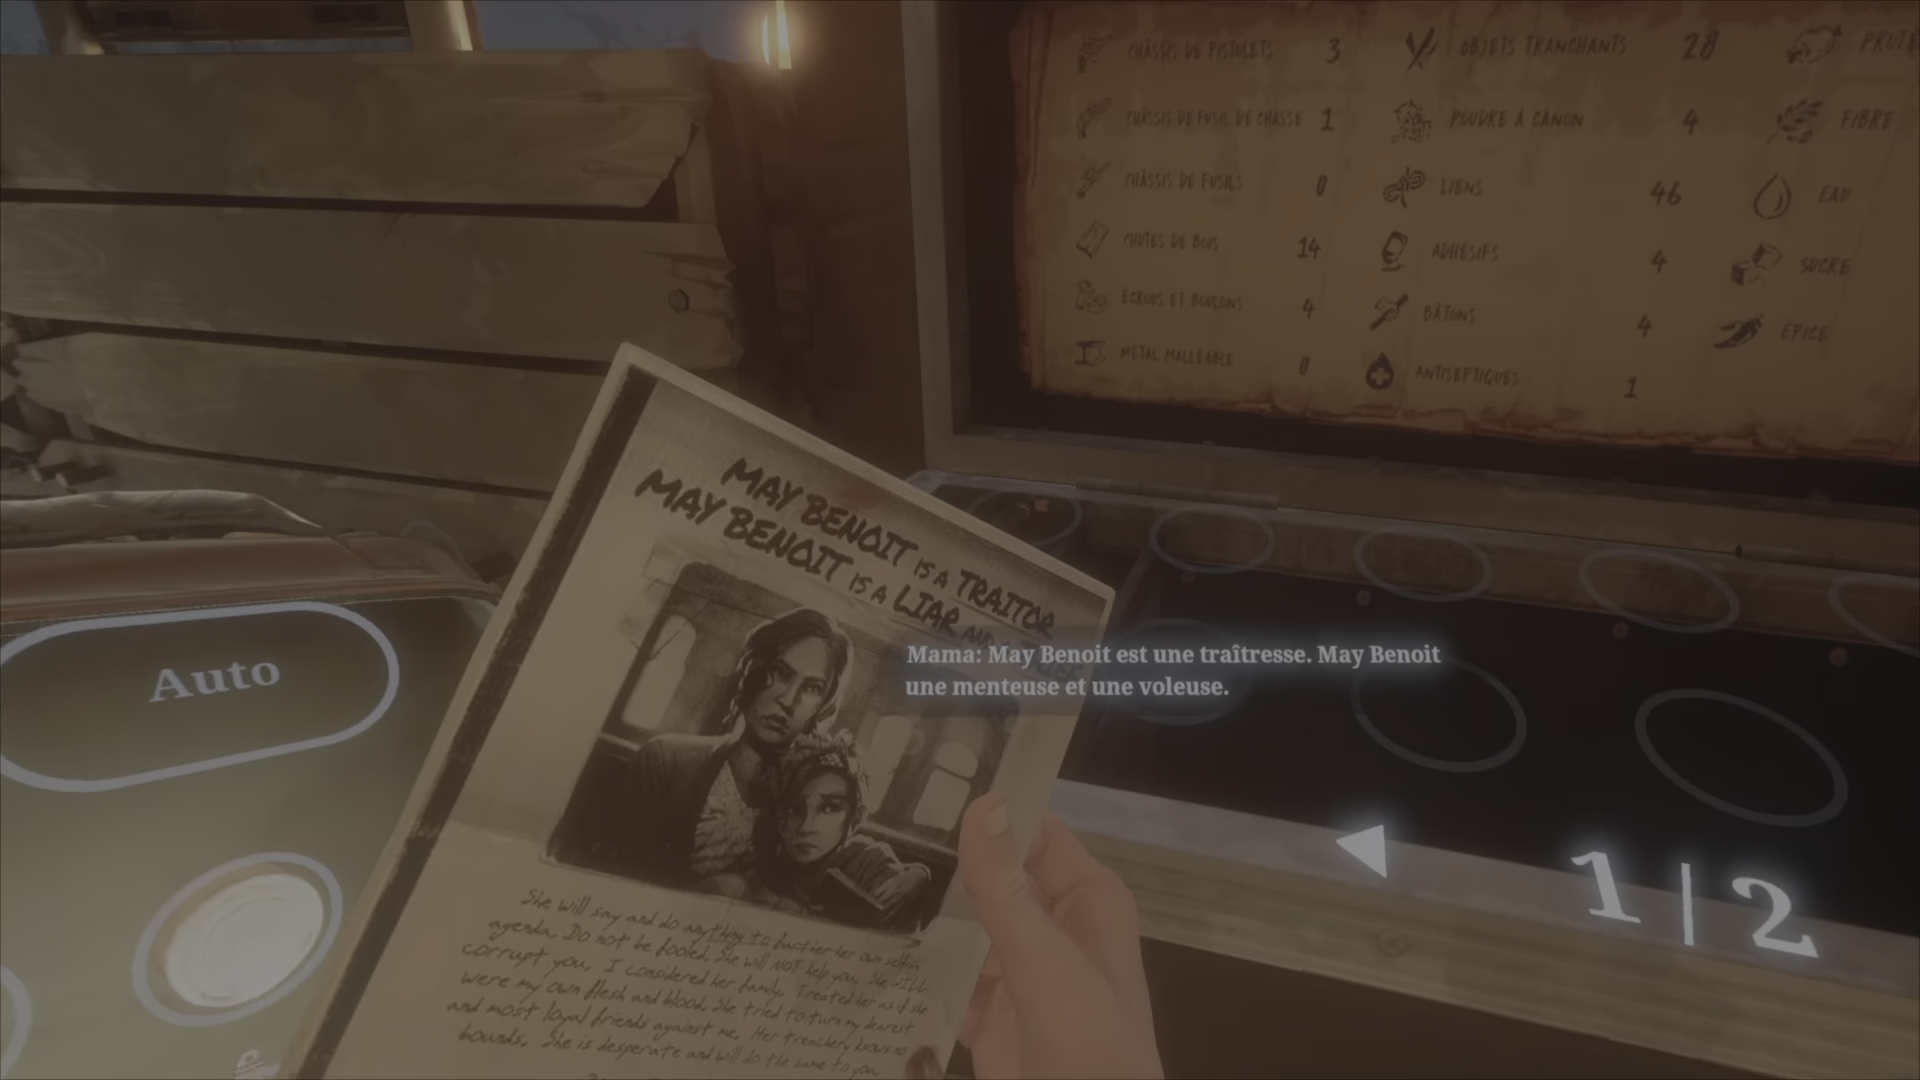 CHÂSSIS DE PISTOLETS 3
CHÂSSIS DE FUSIL DE CHASSE 1
CHÂSSIS DE FUSILS 0
CHUTES DE BOIS 14
ÉCROUS ET BOULONS 4
MÉTAL MALLÉABLE 0
OBJETS TRANCHANTS 28
POUDRE À CANON 4
LIENS 46
ADHÉSIFS 4
BÂTONS 4
ANTISEPTIQUES 1
PROTÉ
FIBRE
EAU
SUCRE
ÉPICE
MAY BENOIT IS A TRAITOR
MAY BENOIT IS A LIAR AND
Mama: May Benoit est une traîtresse. May Benoit
une menteuse et une voleuse.
Auto
She will say and do anything to further her own selfish
agenda. Do not be fooled. She will NOT help you. She WILL
corrupt you. I considered her family. Treated her as if she
were my own flesh and blood. She tried to turn my dearest
and most loyal friends against me. Her treachery knows no
bounds. She is desperate and will do the same to you.
1|2